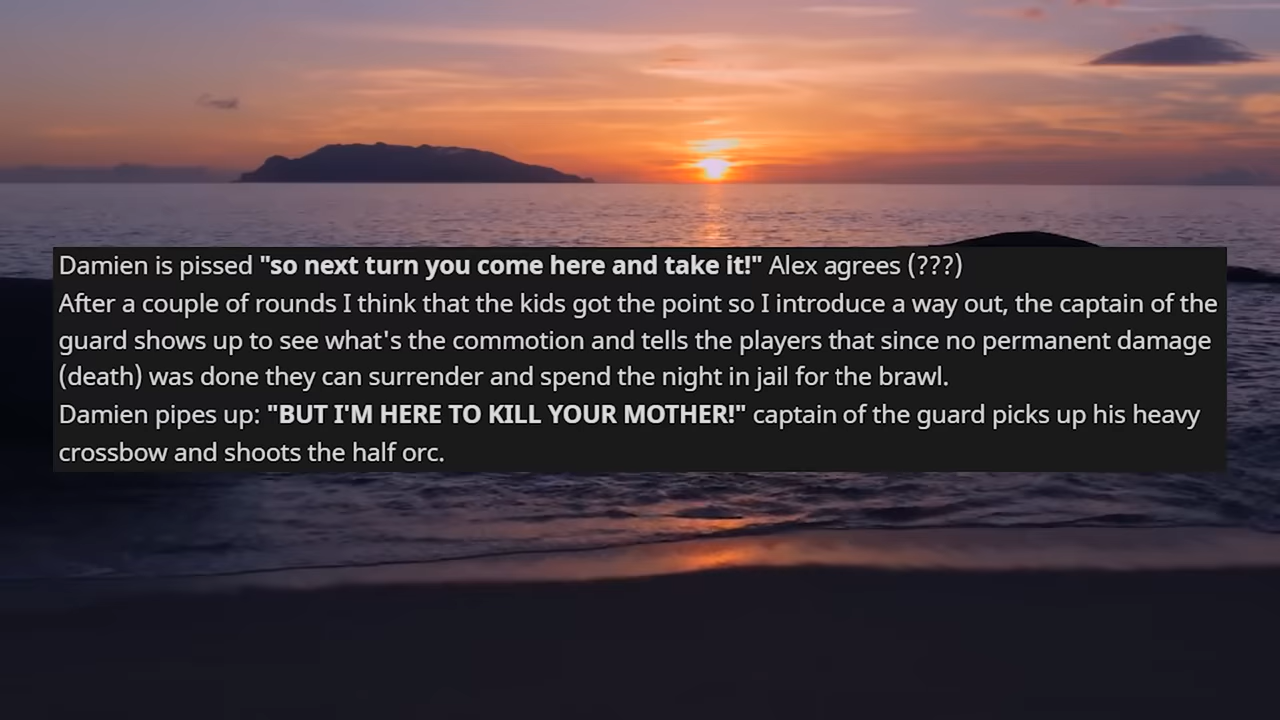 Damien is pissed "so next turn you come here and take it!" Alex agrees (???)
After a couple of rounds I think that the kids got the point so I introduce a way out, the captain of the
guard shows up to see what's the commotion and tells the players that since no permanent damage
(death) was done they can surrender and spend the night in jail for the brawl.
Damien pipes up: "BUT I'M HERE TO KILL YOUR MOTHER!" captain of the guard picks up his heavy
crossbow and shoots the half orc.